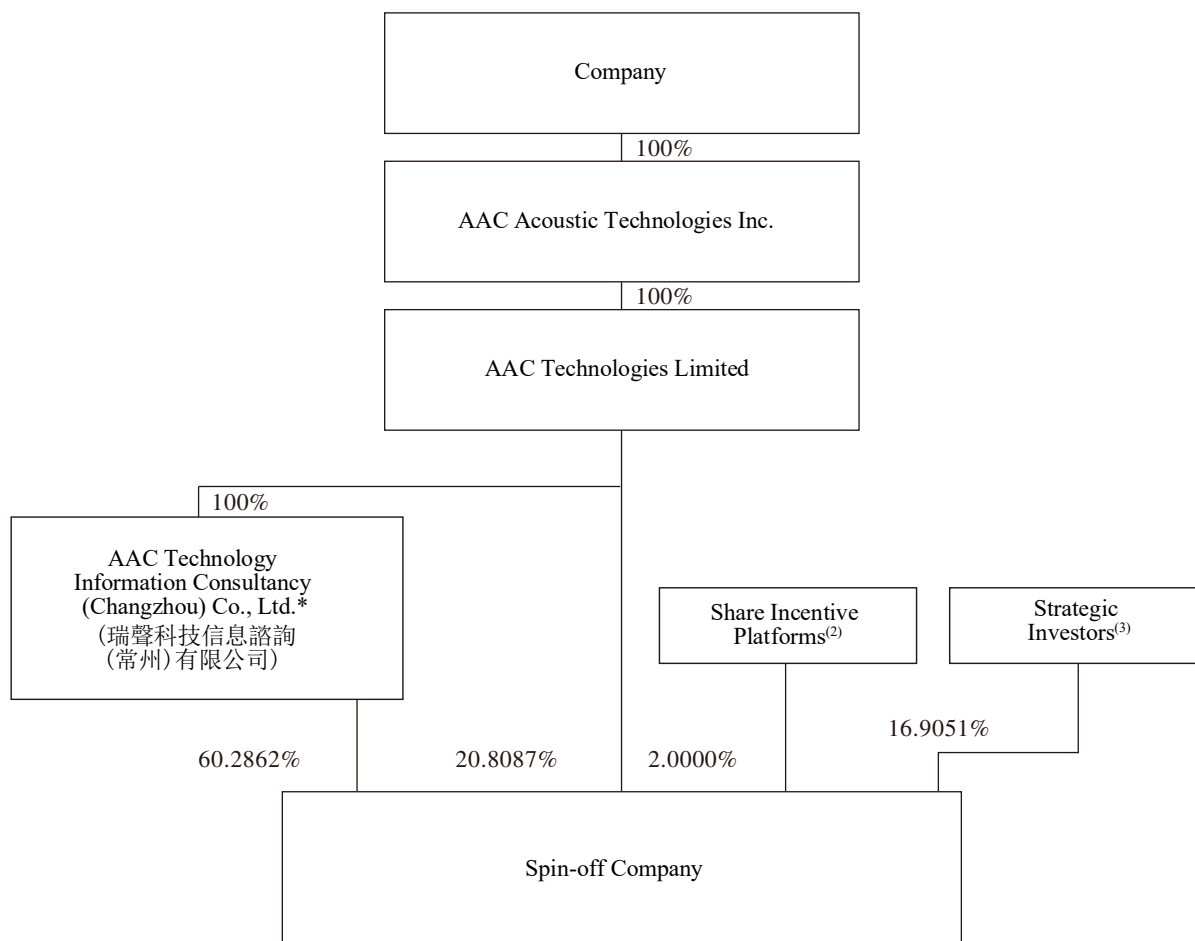 Company
100%
AAC Acoustic Technologies Inc.
100%
AAC Technologies Limited
100%
AAC Technology
Information Consultancy
(Changzhou) Co., Ltd.*
(瑞聲科技信息諮詢
(常州)有限公司)
Share Incentive
Platforms(2)
Strategic
Investors(3)
60.2862%
20.8087%
2.0000%
16.9051%
Spin-off Company